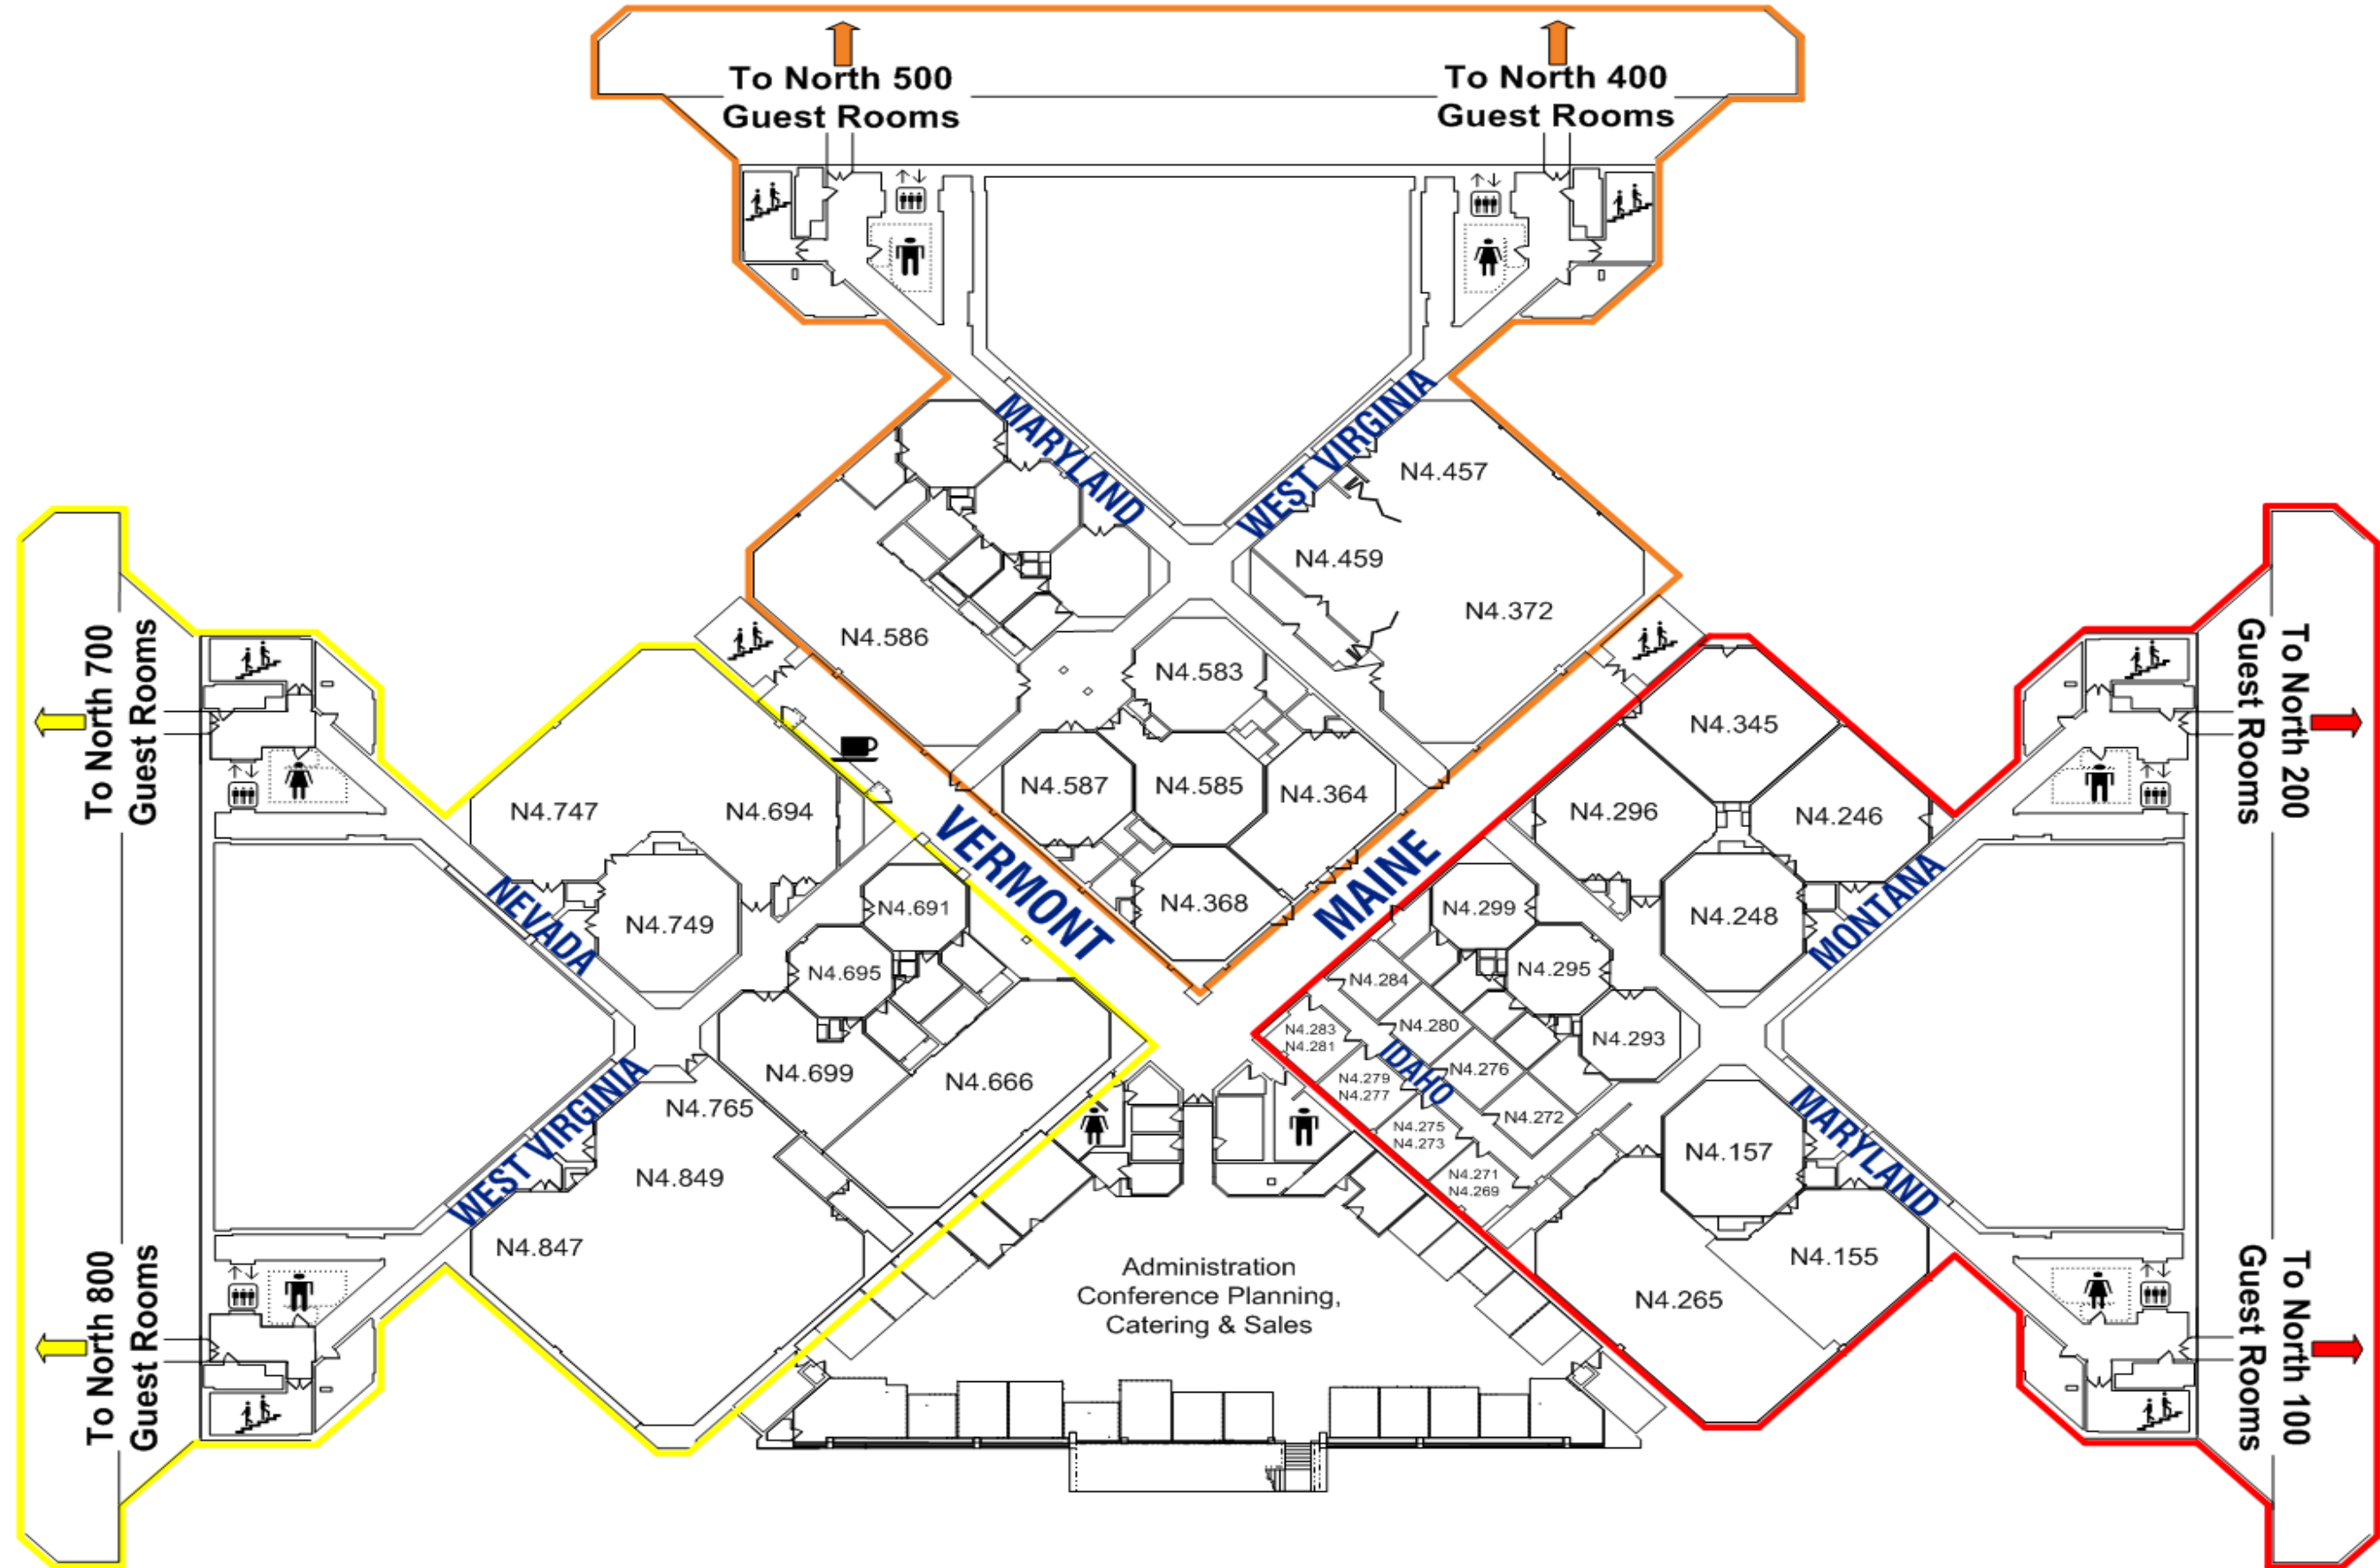 To North 500
Guest Rooms
To North 400
Guest Rooms
MARYLAND
WEST VIRGINIA
N4.457
N4.459
N4.372
N4.586
N4.583
N4.587
N4.585
N4.364
N4.368
To North 700
Guest Rooms
N4.747
N4.694
N4.749
NEVADA
N4.691
N4.695
VERMONT
MAINE
N4.699
N4.666
WEST VIRGINIA
N4.765
N4.849
N4.847
To North 800
Guest Rooms
To North 200
Guest Rooms
N4.345
N4.296
N4.246
N4.248
MONTANA
N4.299
N4.295
N4.293
N4.284
N4.280
N4.276
N4.272
IDAHO
N4.283
N4.281
N4.279
N4.277
N4.275
N4.273
N4.271
N4.269
N4.157
MARYLAND
N4.155
N4.265
To North 100
Guest Rooms
Administration
Conference Planning,
Catering & Sales